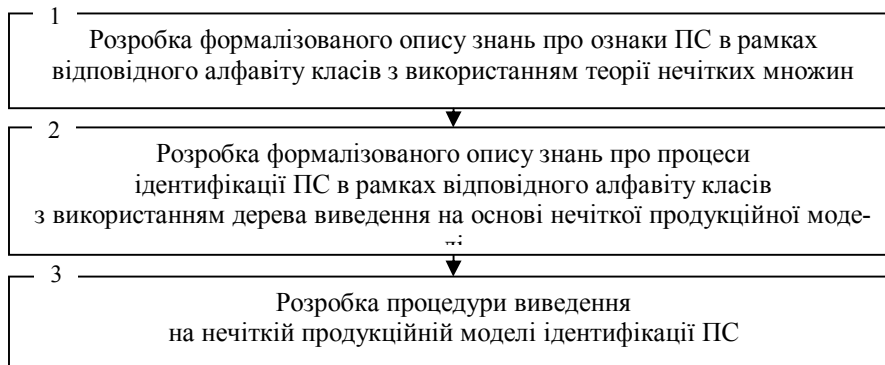 1
Розробка формалізованого опису знань про ознаки ПС в рамках
відповідного алфавіту класів з використанням теорії нечітких множин
2
Розробка формалізованого опису знань про процеси
ідентифікації ПС в рамках відповідного алфавіту класів
з використанням дерева виведення на основі нечіткої продукційної моде-
лі
3
Розробка процедури виведення
на нечіткій продукційній моделі ідентифікації ПС